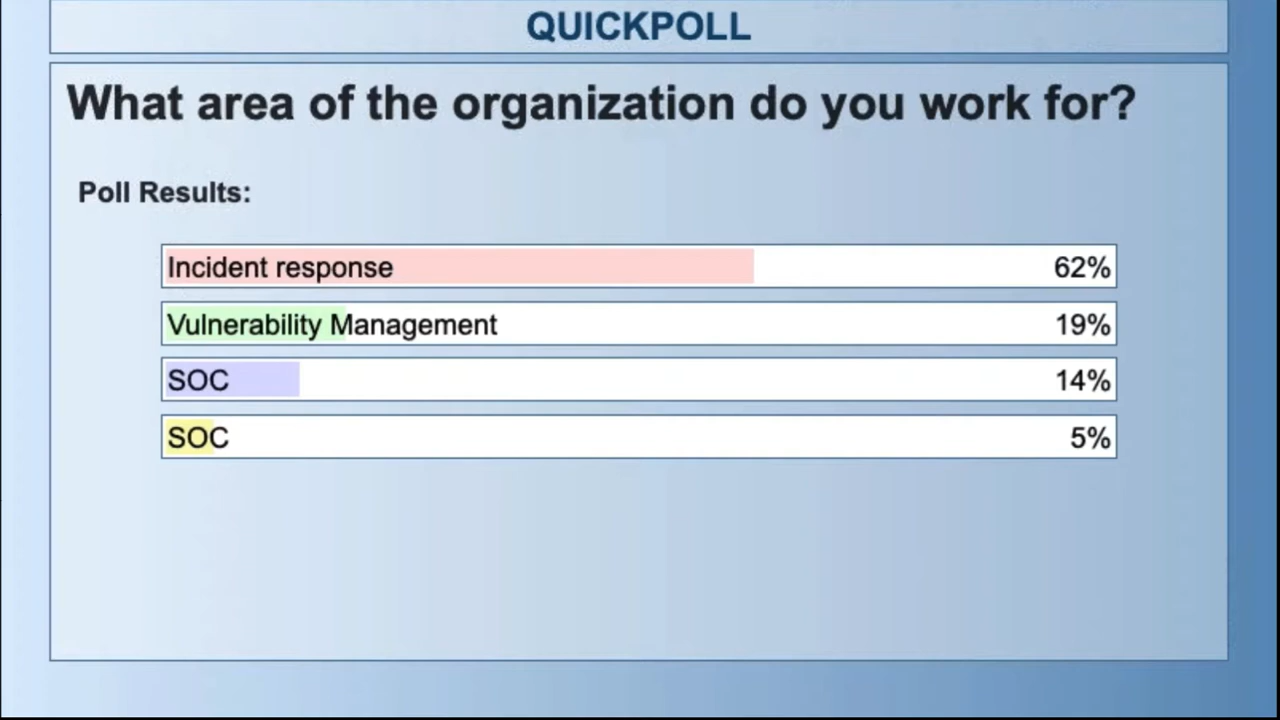 QUICKPOLL
What area of the organization do you work for?
Poll Results:
Incident response 62%
Vulnerability Management 19%
SOC 14%
SOC 5%